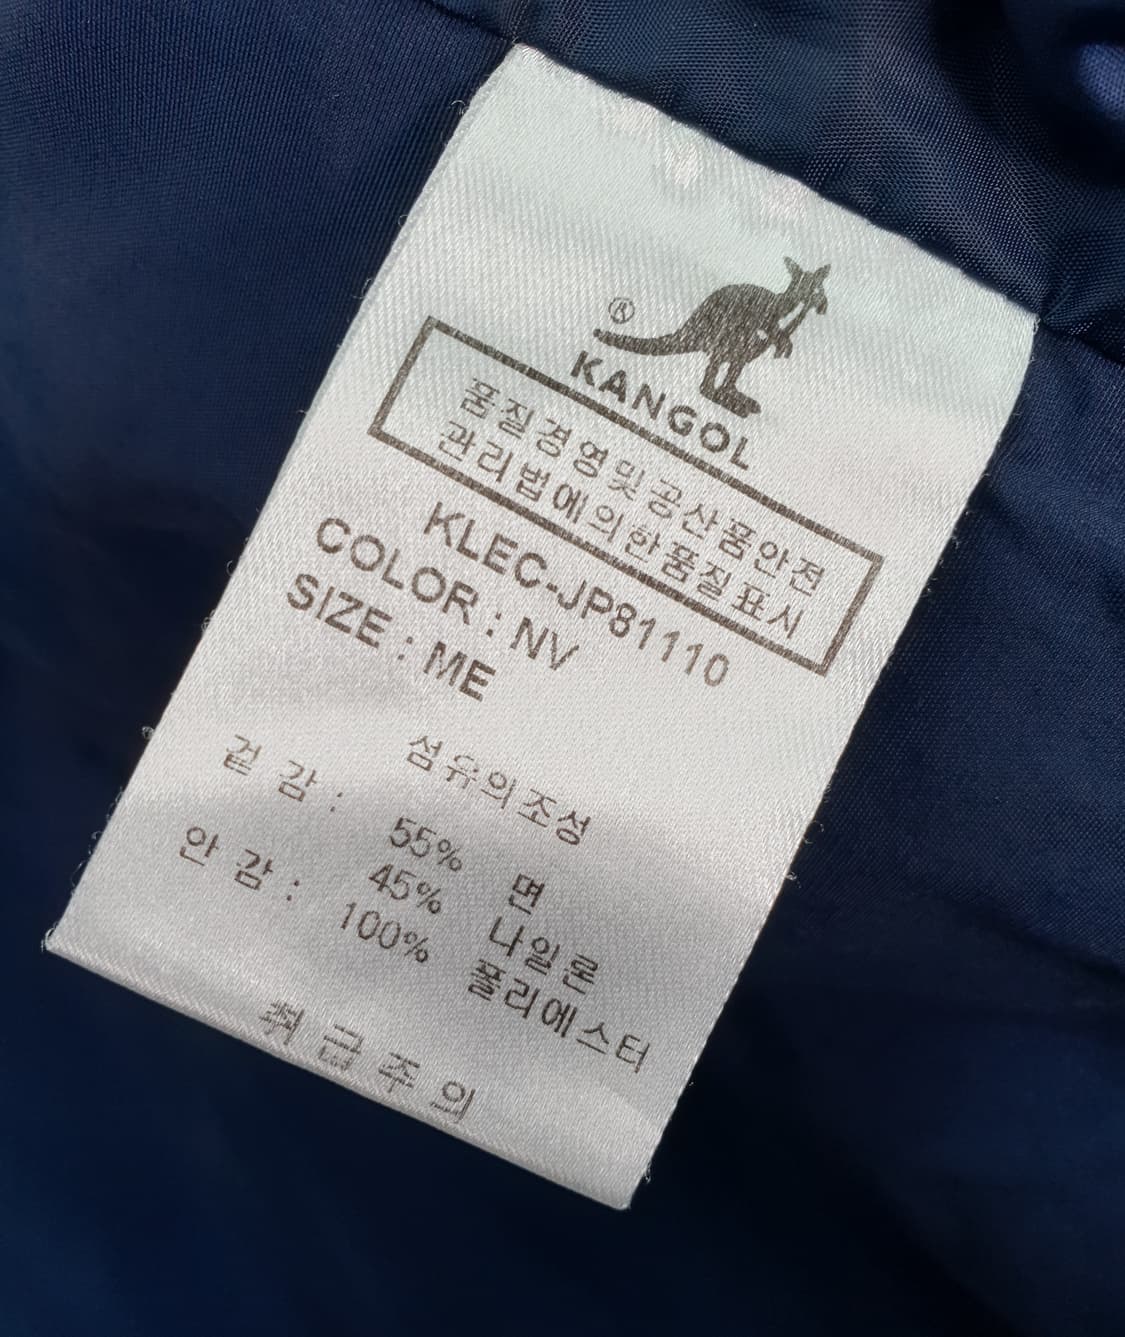 ®
KANGOL
품질경영및공산품안전
관리법에의한품질표시
KLEC-JP81110
COLOR : NV
SIZE : ME
섬유의조성
겉 감 : 55% 면
45% 나일론
안 감 : 100% 폴리에스터
취급주의